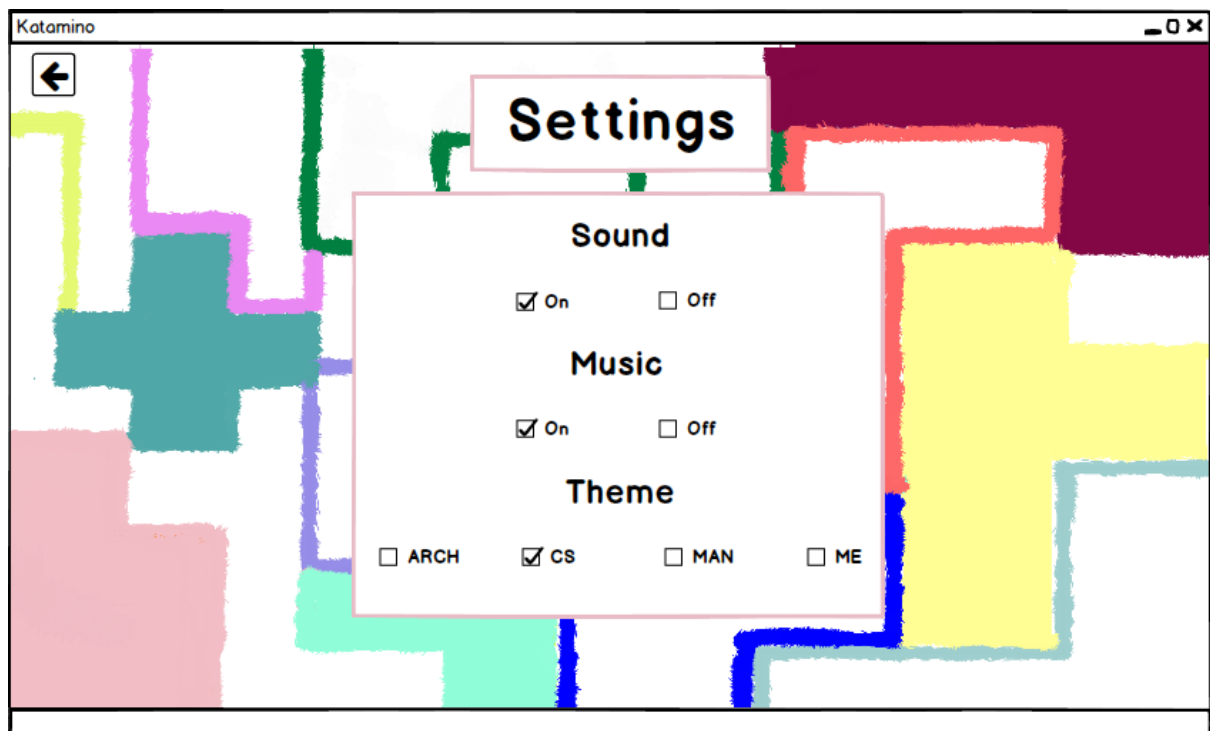 Katamino
Settings
Sound
On Off
Music
On Off
Theme
ARCH CS MAN ME